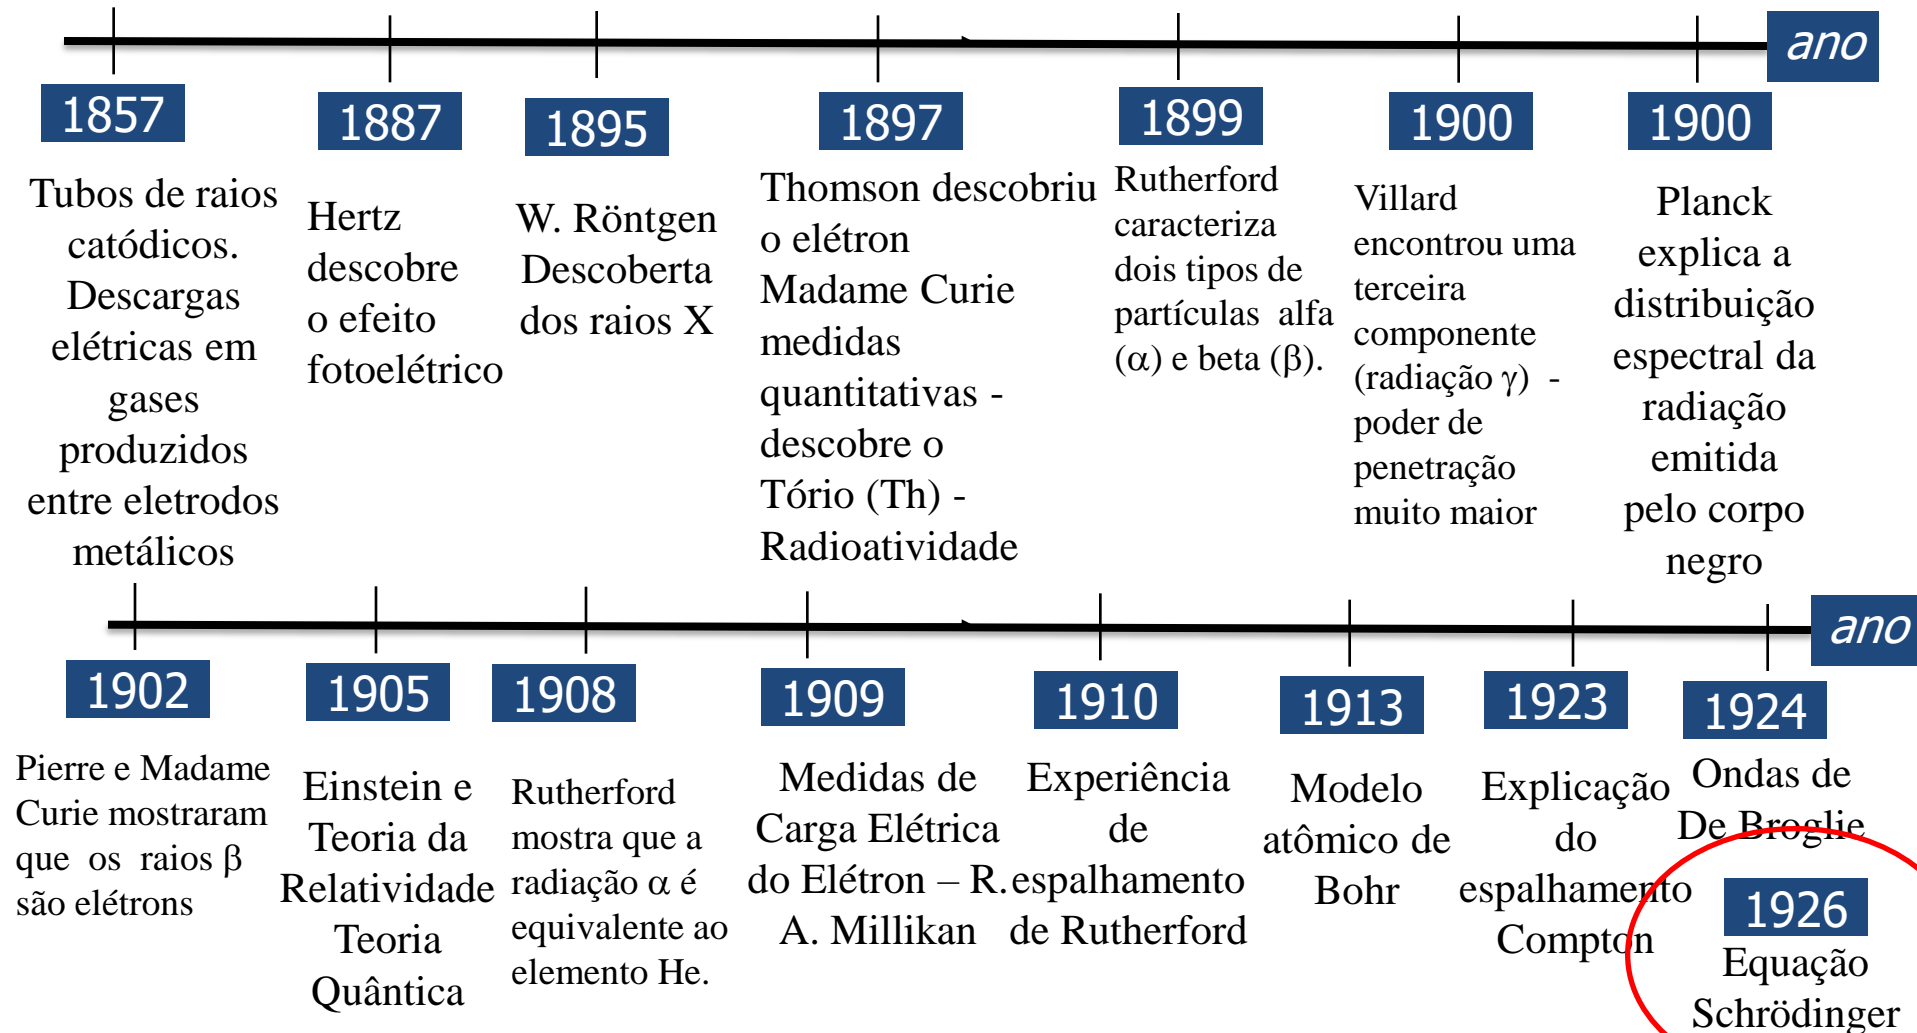 ano
1857
Tubos de raios
catódicos.
Descargas
elétricas em
gases
produzidos
entre eletrodos
metálicos
1887
Hertz
descobre
o efeito
fotoelétrico
1895
W. Röntgen
Descoberta
dos raios X
1897
Thomson descobriu
o elétron
Madame Curie
medidas
quantitativas -
descobre o
Tório (Th) -
Radioatividade
1899
Rutherford
caracteriza
dois tipos de
partículas alfa
(α) e beta (β).
1900
Villard
encontrou uma
terceira
componente
(radiação γ) -
poder de
penetração
muito maior
1900
Planck
explica a
distribuição
espectral da
radiação
emitida
pelo corpo
negro
ano
1902
Pierre e Madame
Curie mostraram
que os raios β
são elétrons
1905
Einstein e
Teoria da
Relatividade
Teoria
Quântica
1908
Rutherford
mostra que a
radiação α é
equivalente ao
elemento He.
1909
Medidas de
Carga Elétrica
do Elétron – R.
A. Millikan
1910
Experiência
de
espalhamento
de Rutherford
1913
Modelo
atômico de
Bohr
1923
Explicação
do
espalhamento
Compton
1924
Ondas de
De Broglie
1926
Equação
Schrödinger